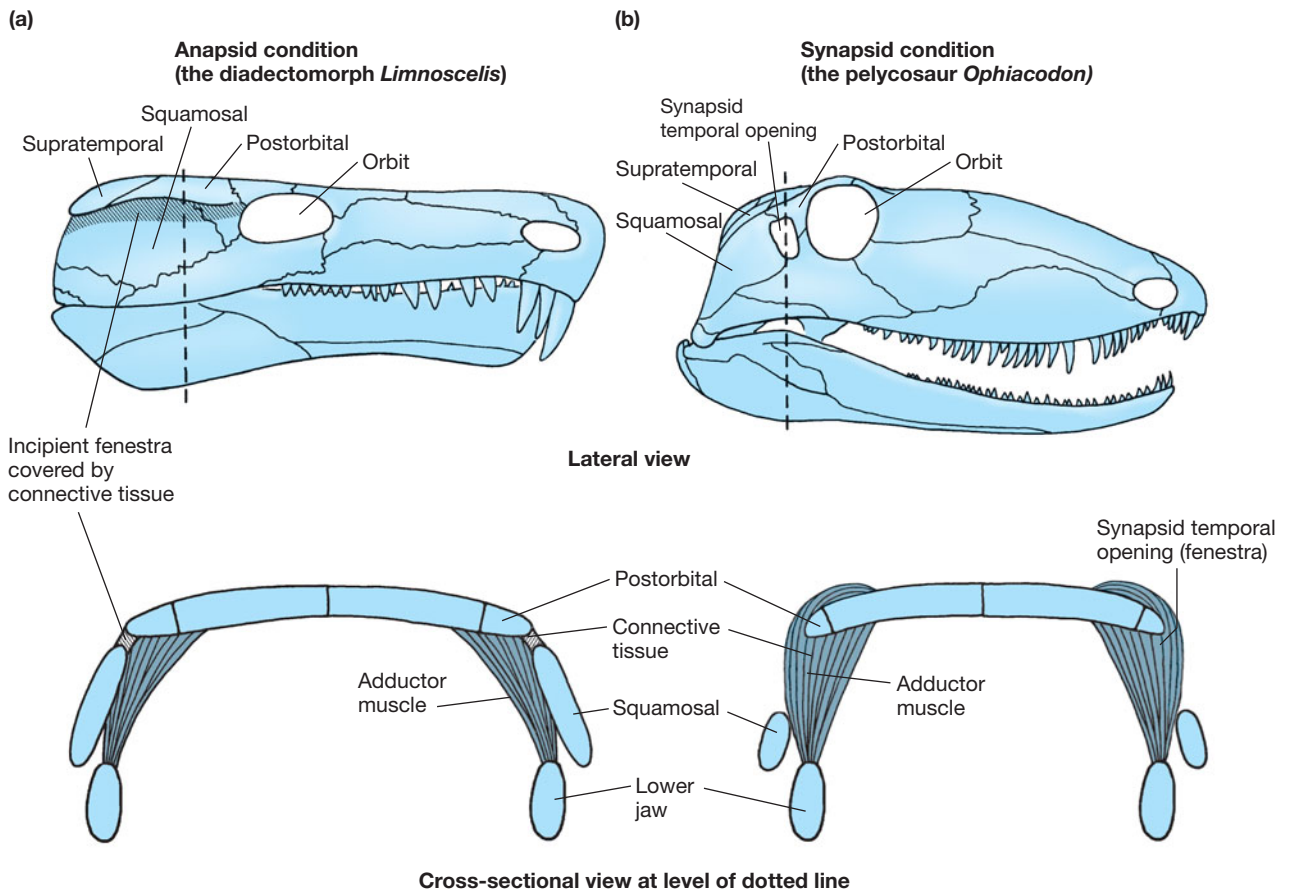 (a)
Anapsid condition
(the diadectomorph Limnoscelis)
Squamosal
Supratemporal
Postorbital
Orbit
Incipient fenestra
covered by
connective tissue
(b)
Synapsid condition
(the pelycosaur Ophiacodon)
Synapsid
temporal opening
Postorbital
Supratemporal
Orbit
Squamosal
Lateral view
Synapsid temporal
opening (fenestra)
Postorbital
Connective
tissue
Adductor
muscle
Adductor
muscle
Squamosal
Lower
jaw
Cross-sectional view at level of dotted line